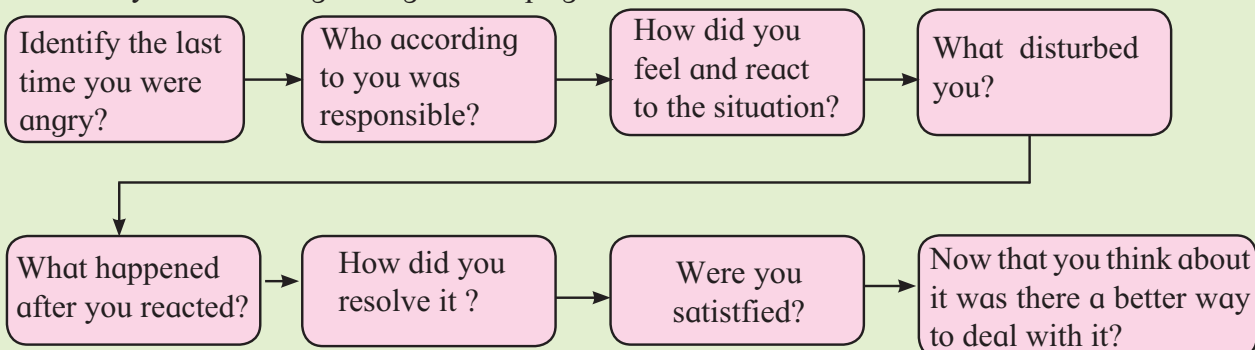 Identify the last
time you were
angry?
Who according
to you was
responsible?
How did you
feel and react
to the situation?
What disturbed
you?
What happened
after you reacted?
How did you
resolve it ?
Were you
satistfied?
Now that you think about
it was there a better way
to deal with it?